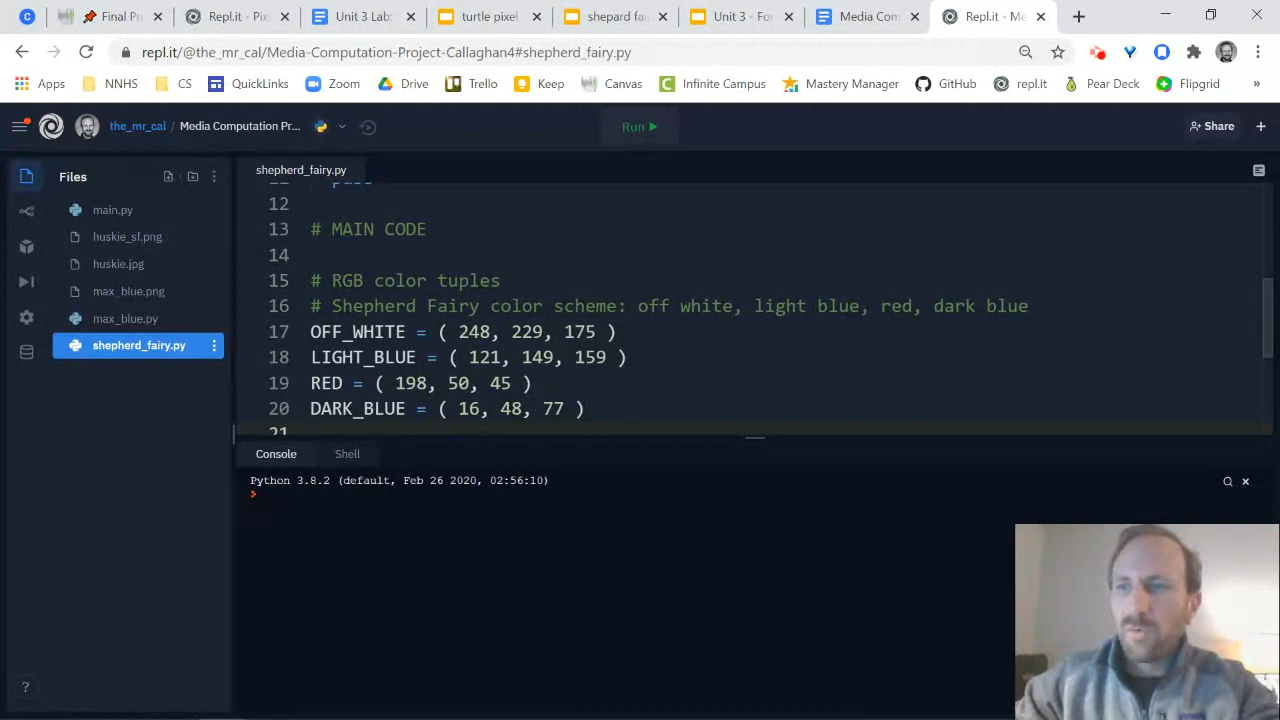 Final Pr
Repl.it - Pix
Unit 3 Lab:
turtle pixel
shepard fai
Unit 3 - For
Media Com
Repl.it - Me
repl.it/@the_mr_cal/Media-Computation-Project-Callaghan4#shepherd_fairy.py
Apps
NNHS
CS
QuickLinks
Zoom
Drive
Trello
Keep
Canvas
Infinite Campus
Mastery Manager
GitHub
repl.it
Pear Deck
Flipgrid
»
the_mr_cal / Media Computation Pr...
Run
Share
Files
main.py
huskie_sf.png
huskie.jpg
max_blue.png
max_blue.py
shepherd_fairy.py
shepherd_fairy.py
12
13 # MAIN CODE
14
15 # RGB color tuples
16 # Shepherd Fairy color scheme: off white, light blue, red, dark blue
17 OFF_WHITE = ( 248, 229, 175 )
18 LIGHT_BLUE = ( 121, 149, 159 )
19 RED = ( 198, 50, 45 )
20 DARK_BLUE = ( 16, 48, 77 )
21
Console
Shell
Python 3.8.2 (default, Feb 26 2020, 02:56:10)
>
?